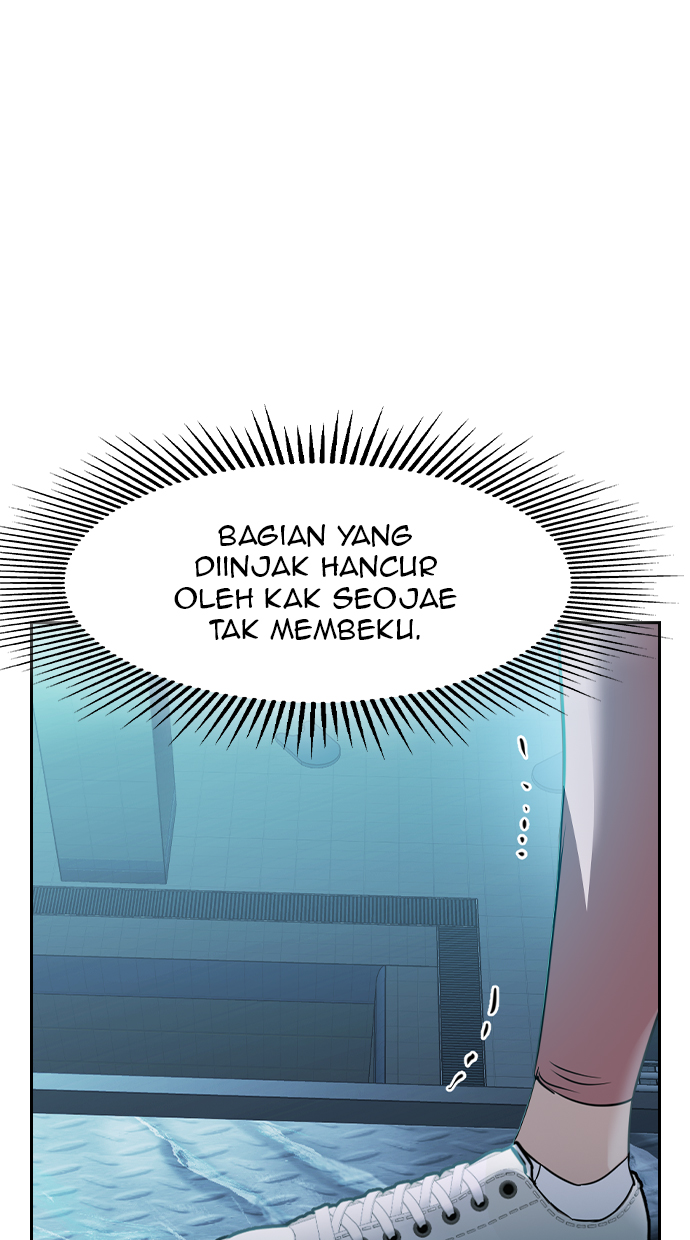 BAGIAN YANG
DIINJAK HANCUR
OLEH KAK SEOJAE
TAK MEMBEKU.